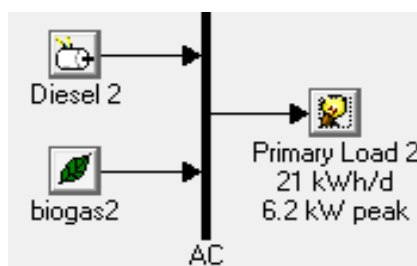 Diesel 2
biogas2
AC
Primary Load 2
21 kWh/d
6.2 kW peak